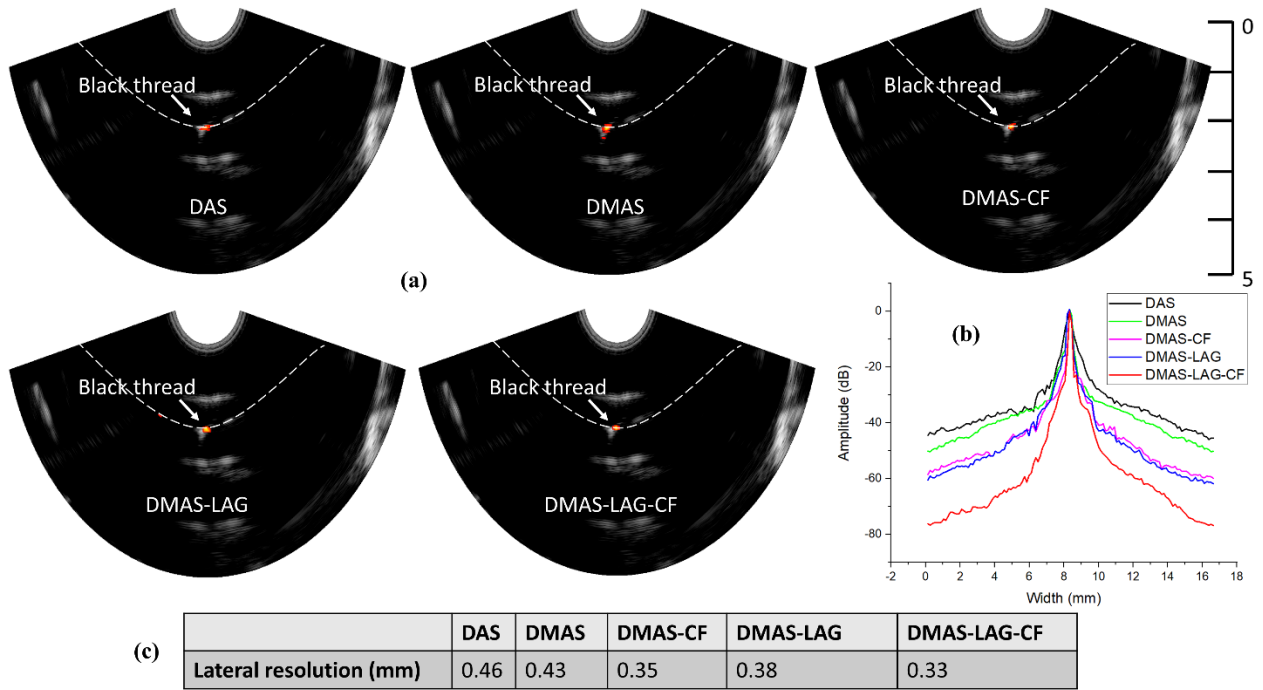 Black thread
DAS
Black thread
DMAS
Black thread
DMAS-CF
0
5
(a)
Black thread
DMAS-LAG
Black thread
DMAS-LAG-CF
(b)
DAS
DMAS
DMAS-CF
DMAS-LAG
DMAS-LAG-CF
0
-20
-40
-60
-80
Amplitude (dB)
-2 0 2 4 6 8 10 12 14 16 18
Width (mm)
(c)
DAS DMAS DMAS-CF DMAS-LAG DMAS-LAG-CF
Lateral resolution (mm) 0.46 0.43 0.35 0.38 0.33